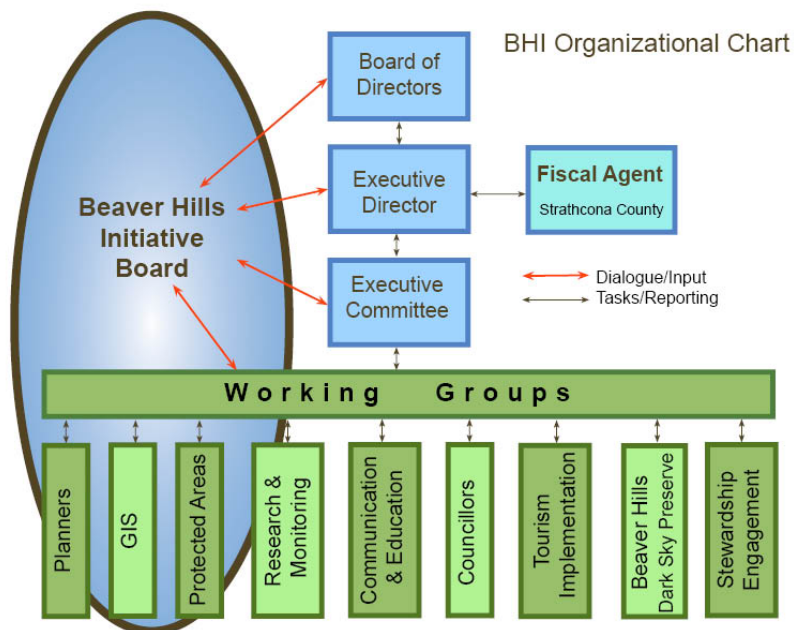 BHI Organizational Chart
Board of
Directors
Executive
Director
Fiscal Agent
Strathcona County
Beaver Hills
Initiative
Board
Executive
Committee
Dialogue/Input
Tasks/Reporting
Working Groups
Planners
GIS
Protected Areas
Research &
Monitoring
Communication
& Education
Councillors
Tourism
Implementation
Beaver Hills
Dark Sky Preserve
Stewardship
Engagement